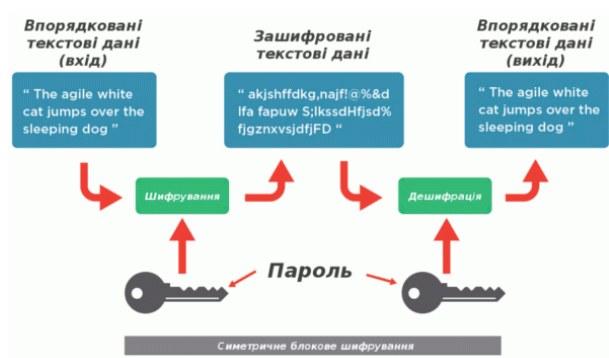 Впорядковані
текстові дані
(вхід)
Зашифровані
текстові дані
Впорядковані
текстові дані
(вихід)
“ The agile white
cat jumps over the
sleeping dog ”
“ akjshffdkg,najf!@%&d
lfa fapuw S;lkssdHfjsd%
fjgznxvsjdfjFD “
“ The agile white
cat jumps over the
sleeping dog ”
Шифрування
Дешифрація
Пароль
Симетричне блокове шифрування